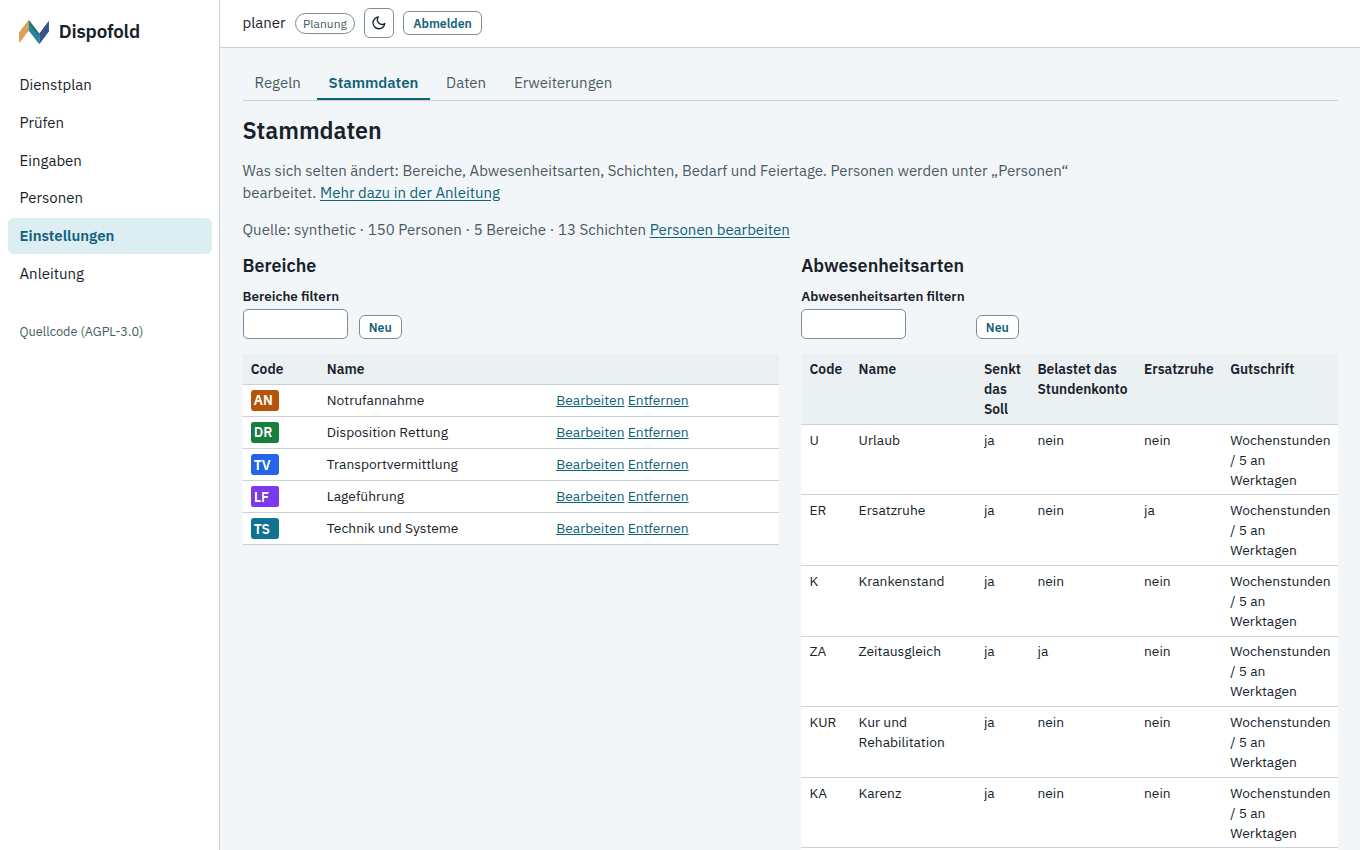 Dispofold
Dienstplan
Prüfen
Eingaben
Personen
Einstellungen
Anleitung
Quellcode (AGPL-3.0)
planer Planung Abmelden
Regeln Stammdaten Daten Erweiterungen
Stammdaten
Was sich selten ändert: Bereiche, Abwesenheitsarten, Schichten, Bedarf und Feiertage. Personen werden unter „Personen“
bearbeitet. Mehr dazu in der Anleitung
Quelle: synthetic · 150 Personen · 5 Bereiche · 13 Schichten Personen bearbeiten
Bereiche
Bereiche filtern
Neu
Code Name
AN Notrufannahme Bearbeiten Entfernen
DR Disposition Rettung Bearbeiten Entfernen
TV Transportvermittlung Bearbeiten Entfernen
LF Lageführung Bearbeiten Entfernen
TS Technik und Systeme Bearbeiten Entfernen
Abwesenheitsarten
Abwesenheitsarten filtern
Neu
Code Name Senkt Belastet das Ersatzruhe Gutschrift
das Stundenkonto
Soll
U Urlaub ja nein nein Wochenstunden
/ 5 an
Werktagen
ER Ersatzruhe ja nein ja Wochenstunden
/ 5 an
Werktagen
K Krankenstand ja nein nein Wochenstunden
/ 5 an
Werktagen
ZA Zeitausgleich ja ja nein Wochenstunden
/ 5 an
Werktagen
KUR Kur und ja nein nein Wochenstunden
Rehabilitation / 5 an
Werktagen
KA Karenz ja nein nein Wochenstunden
/ 5 an
Werktagen